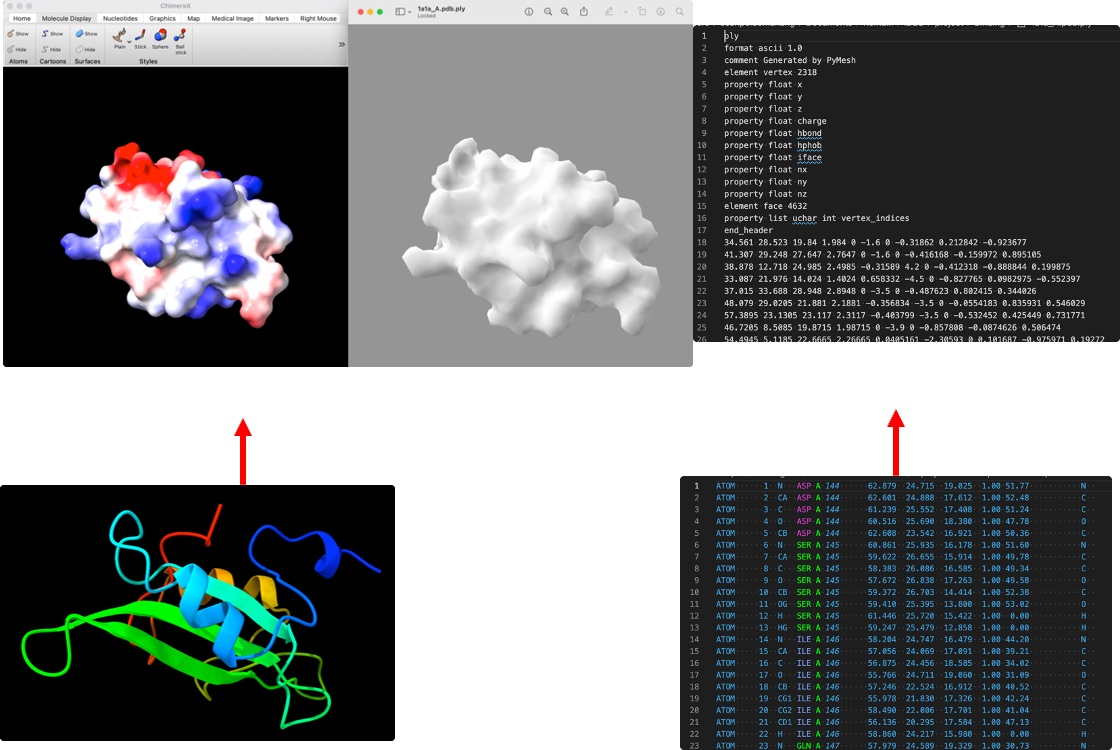 ChimeraX
Home Molecule Display Nucleotides Graphics Map Medical Image Markers Right Mouse
Show Show Show
Hide Hide Hide
Plain Stick Sphere Ball stick
Atoms Cartoons Surfaces Styles
»
1a1a_A.pdb.ply
Locked
1 ply
2 format ascii 1.0
3 comment Generated by PyMesh
4 element vertex 2318
5 property float x
6 property float y
7 property float z
8 property float charge
9 property float hbond
10 property float hphob
11 property float iface
12 property float nx
13 property float ny
14 property float nz
15 element face 4632
16 property list uchar int vertex_indices
17 end_header
18 34.561 28.523 19.84 1.984 0 −1.6 0 −0.31862 0.212842 −0.923677
19 41.307 29.248 27.647 2.7647 0 −1.6 0 −0.416168 −0.159972 0.895105
20 38.878 12.718 24.985 2.4985 −0.31589 4.2 0 −0.412318 −0.888844 0.199875
21 33.087 21.976 14.024 1.4024 0.658332 −4.5 0 −0.827765 0.0982975 −0.552397
22 37.015 33.688 28.948 2.8948 0 −3.5 0 −0.487623 0.802415 0.344026
23 48.079 29.0205 21.881 2.1881 −0.356834 −3.5 0 −0.0554183 0.835931 0.546029
24 57.3895 23.1305 23.117 2.3117 −0.403799 −3.5 0 −0.532452 0.425449 0.731771
25 46.7205 8.5085 19.8715 1.98715 0 −3.9 0 −0.857808 −0.0874626 0.506474
26 54.4945 5.1185 22.6665 2.26665 0.0405161 −2.30593 0 0.101687 −0.975971 0.19272
1 ATOM 1 N ASP A 144 62.879 24.715 19.025 1.00 51.77 N
2 ATOM 2 CA ASP A 144 62.601 24.888 17.612 1.00 52.48 C
3 ATOM 3 C ASP A 144 61.239 25.552 17.408 1.00 51.24 C
4 ATOM 4 O ASP A 144 60.516 25.690 18.380 1.00 47.78 O
5 ATOM 5 CB ASP A 144 62.608 23.542 16.921 1.00 50.36 C
6 ATOM 6 N SER A 145 60.861 25.935 16.178 1.00 51.60 N
7 ATOM 7 CA SER A 145 59.622 26.655 15.914 1.00 49.78 C
8 ATOM 8 C SER A 145 58.383 26.086 16.585 1.00 49.34 C
9 ATOM 9 O SER A 145 57.672 26.838 17.263 1.00 49.58 O
10 ATOM 10 CB SER A 145 59.372 26.703 14.414 1.00 52.38 C
11 ATOM 11 OG SER A 145 59.410 25.395 13.800 1.00 53.02 O
12 ATOM 12 H SER A 145 61.446 25.720 15.422 1.00 0.00 H
13 ATOM 13 HG SER A 145 59.247 25.479 12.858 1.00 0.00 H
14 ATOM 14 N ILE A 146 58.204 24.747 16.479 1.00 44.20 N
15 ATOM 15 CA ILE A 146 57.056 24.069 17.091 1.00 39.21 C
16 ATOM 16 C ILE A 146 56.875 24.456 18.585 1.00 34.02 C
17 ATOM 17 O ILE A 146 55.766 24.711 19.060 1.00 31.09 O
18 ATOM 18 CB ILE A 146 57.246 22.524 16.912 1.00 40.52 C
19 ATOM 19 CG1 ILE A 146 55.978 21.830 17.326 1.00 42.24 C
20 ATOM 20 CG2 ILE A 146 58.490 22.006 17.701 1.00 41.04 C
21 ATOM 21 CD1 ILE A 146 56.136 20.295 17.584 1.00 47.13 C
22 ATOM 22 H ILE A 146 58.860 24.217 15.980 1.00 0.00 H
23 ATOM 23 N GLN A 147 57.979 24.589 19.329 1.00 30.73 N